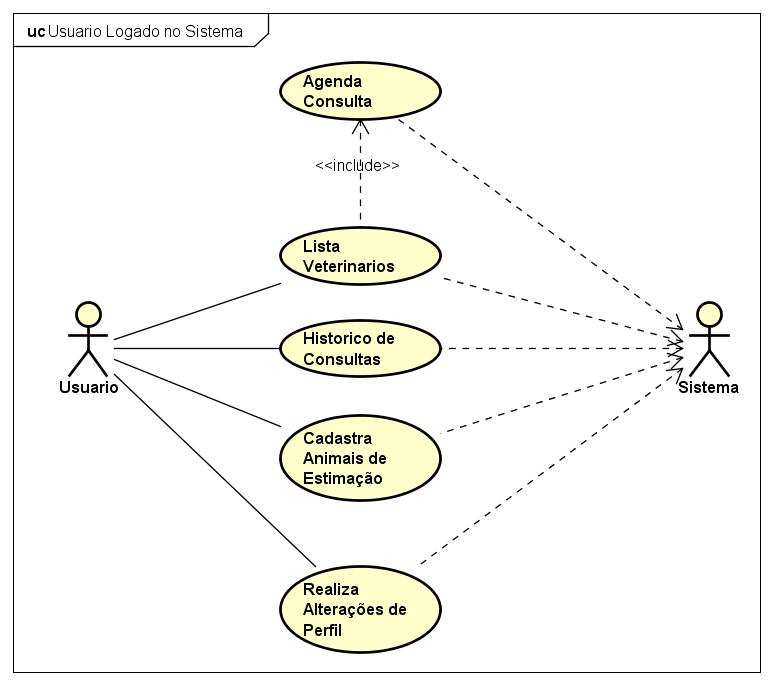 uc Usuario Logado no Sistema
Agenda
Consulta
<<include>>
Lista
Veterinarios
Historico de
Consultas
Usuario
Sistema
Cadastra
Animais de
Estimação
Realiza
Alterações de
Perfil